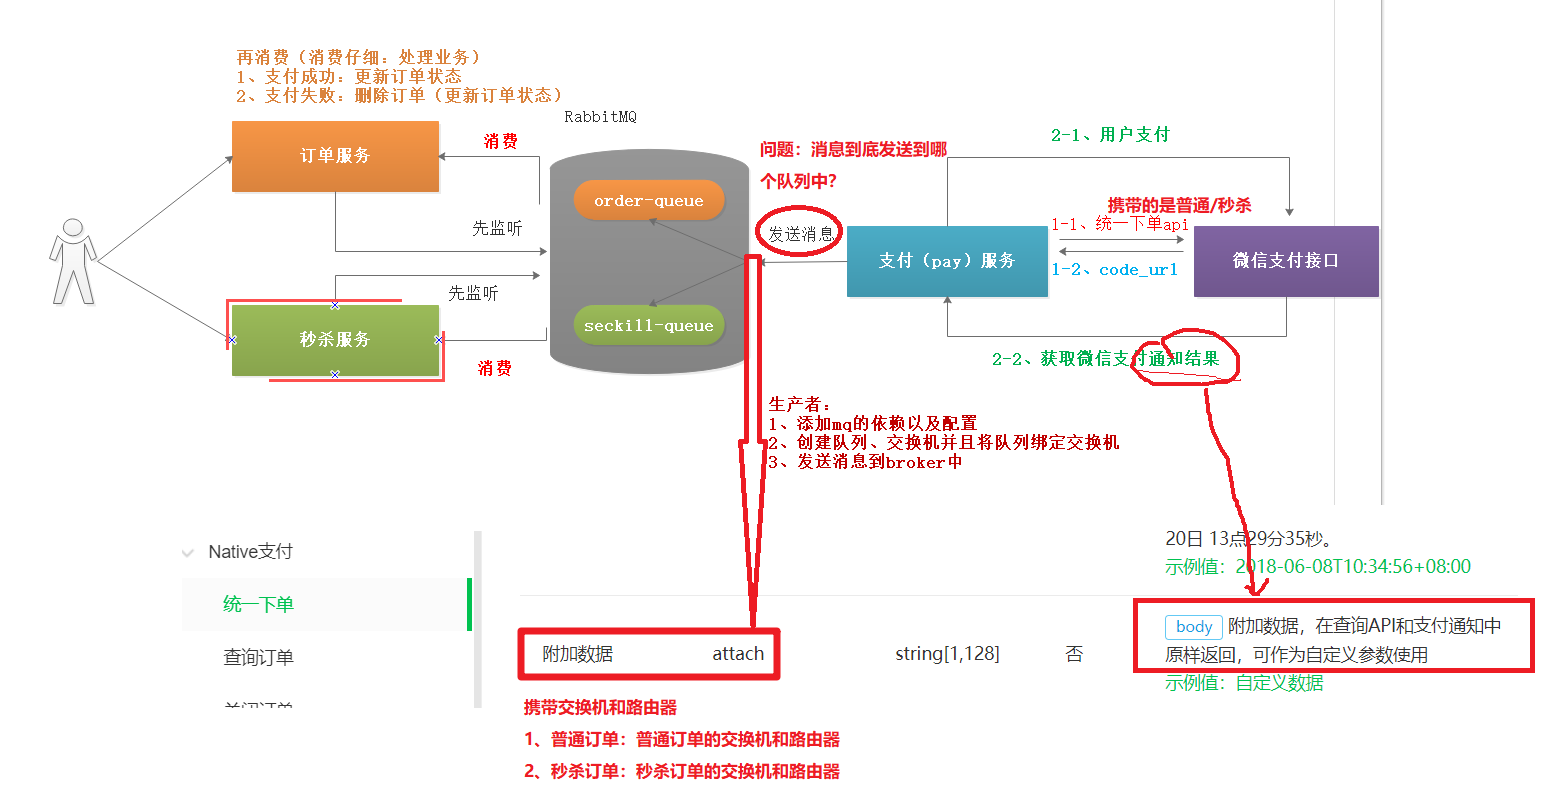 再消费（消费仔细：处理业务）
1、支付成功：更新订单状态
2、支付失败：删除订单（更新订单状态）
RabbitMQ
订单服务
消费
order-queue
先监听
先监听
秒杀服务
消费
seckill-queue
问题：消息到底发送到哪
个队列中?
发送消息
支付（pay）服务
2-1、用户支付
携带的是普通/秒杀
1-1、统一下单api
1-2、code_url
微信支付接口
2-2、获取微信支付通知结果
生产者：
1、添加mq的依赖以及配置
2、创建队列、交换机并且将队列绑定交换机
3、发送消息到broker中
Native支付
统一下单
查询订单
20日 13点29分35秒。
示例值：2018-06-08T10:34:56+08:00
附加数据 attach string[1,128] 否
body 附加数据，在查询API和支付通知中
原样返回，可作为自定义参数使用
示例值：自定义数据
携带交换机和路由器
1、普通订单：普通订单的交换机和路由器
2、秒杀订单：秒杀订单的交换机和路由器